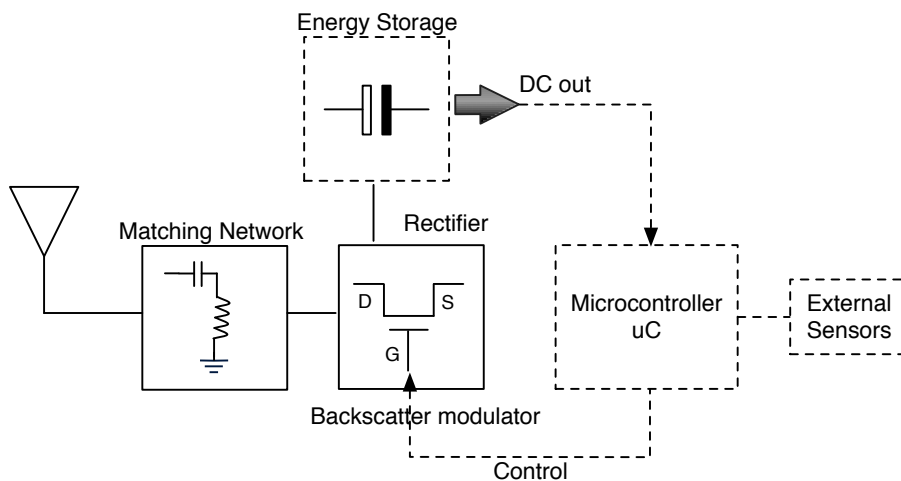 Energy Storage
DC out
Matching Network
Rectifier
D
S
G
Microcontroller
uC
External
Sensors
Backscatter modulator
Control